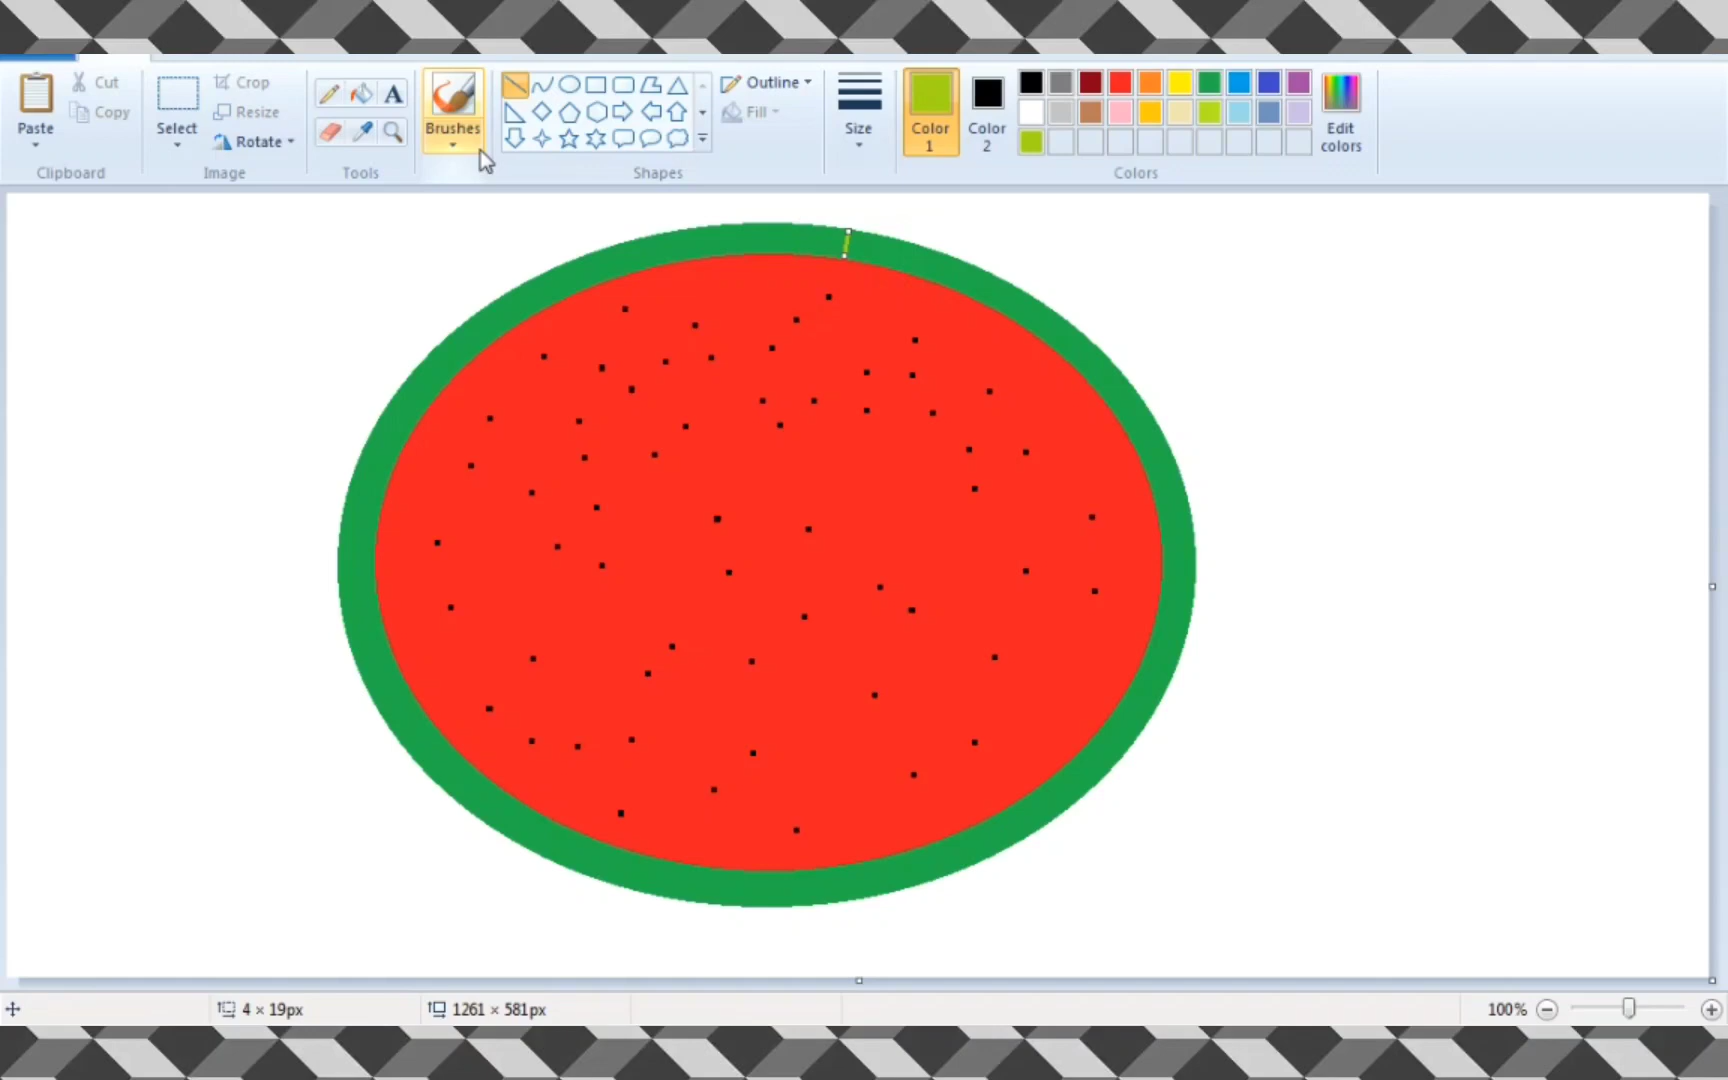 Paste
Clipboard
Cut
Copy
Select
Crop
Resize
Rotate
Image
A
Tools
Brushes
Shapes
Outline
Fill
Size
Color
1
Color
2
Edit
colors
Colors
4 × 19px
1261 × 581px
100%